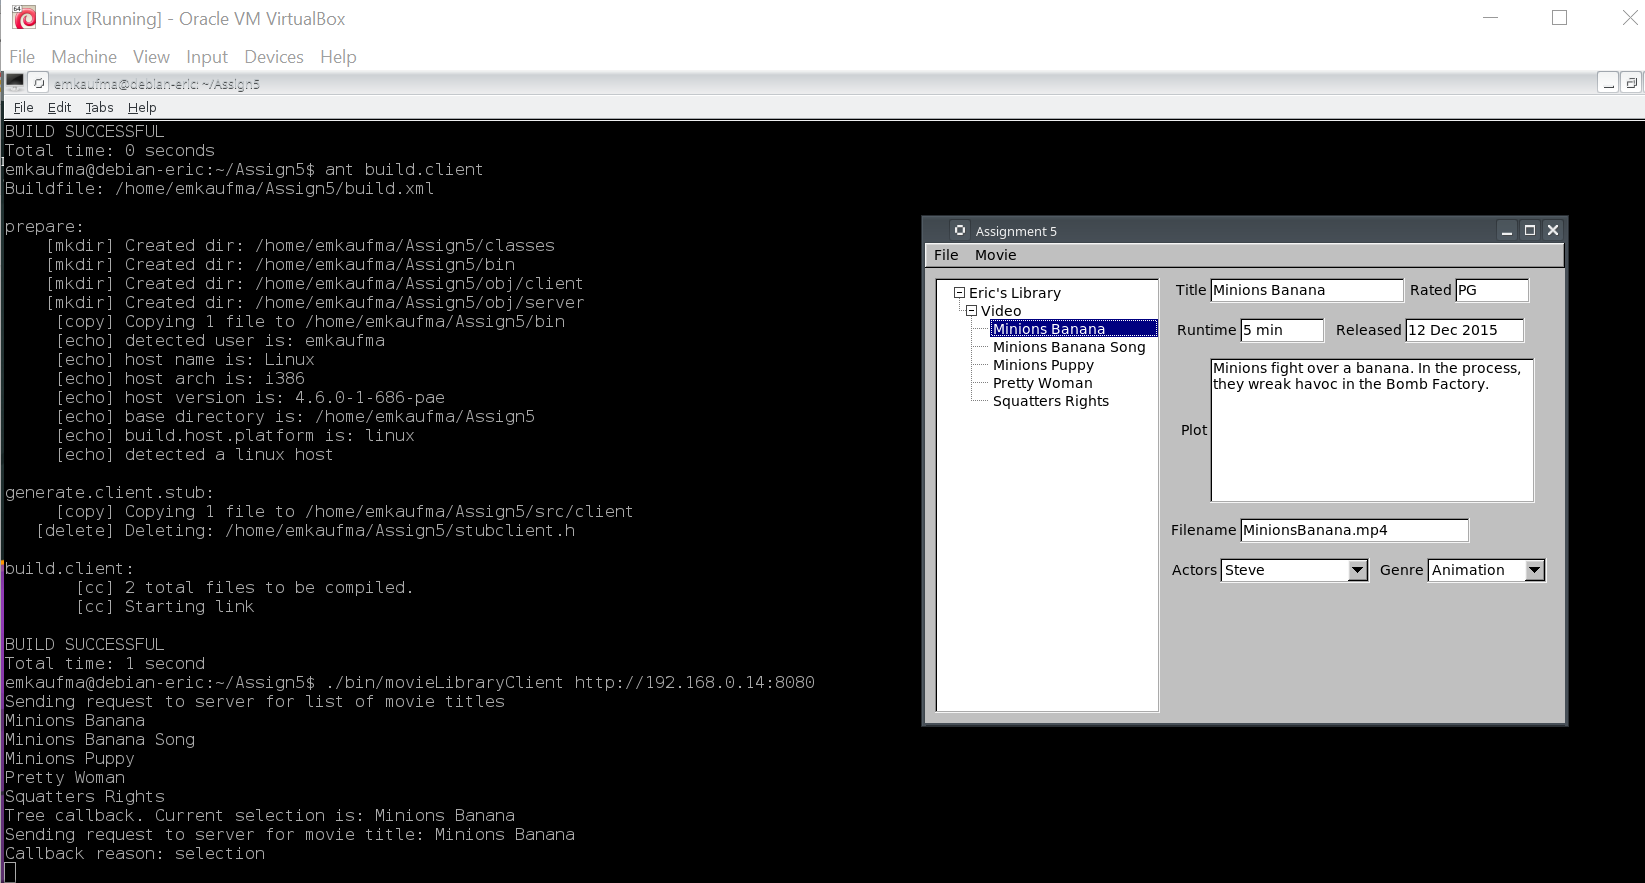 Linux [Running] - Oracle VM VirtualBox
File Machine View Input Devices Help
emkaufma@debian-eric: ~/Assign5
File Edit Tabs Help
BUILD SUCCESSFUL
Total time: 0 seconds
emkaufma@debian-eric:~/Assign5$ ant build.client
Buildfile: /home/emkaufma/Assign5/build.xml
prepare:
[mkdir] Created dir: /home/emkaufma/Assign5/classes
[mkdir] Created dir: /home/emkaufma/Assign5/bin
[mkdir] Created dir: /home/emkaufma/Assign5/obj/client
[mkdir] Created dir: /home/emkaufma/Assign5/obj/server
[copy] Copying 1 file to /home/emkaufma/Assign5/bin
[echo] detected user is: emkaufma
[echo] host name is: Linux
[echo] host arch is: i386
[echo] host version is: 4.6.0-1-686-pae
[echo] base directory is: /home/emkaufma/Assign5
[echo] build.host.platform is: linux
[echo] detected a linux host
generate.client.stub:
[copy] Copying 1 file to /home/emkaufma/Assign5/src/client
[delete] Deleting: /home/emkaufma/Assign5/stubclient.h
build.client:
[cc] 2 total files to be compiled.
[cc] Starting link
BUILD SUCCESSFUL
Total time: 1 second
emkaufma@debian-eric:~/Assign5$ ./bin/movieLibraryClient http://192.168.0.14:8080
Sending request to server for list of movie titles
Minions Banana
Minions Banana Song
Minions Puppy
Pretty Woman
Squatters Rights
Tree callback. Current selection is: Minions Banana
Sending request to server for movie title: Minions Banana
Callback reason: selection
Assignment 5
File Movie
Eric's Library
Video
Minions Banana
Minions Banana Song
Minions Puppy
Pretty Woman
Squatters Rights
Title Minions Banana Rated PG
Runtime 5 min Released 12 Dec 2015
Plot Minions fight over a banana. In the process,
they wreak havoc in the Bomb Factory.
Filename MinionsBanana.mp4
Actors Steve Genre Animation